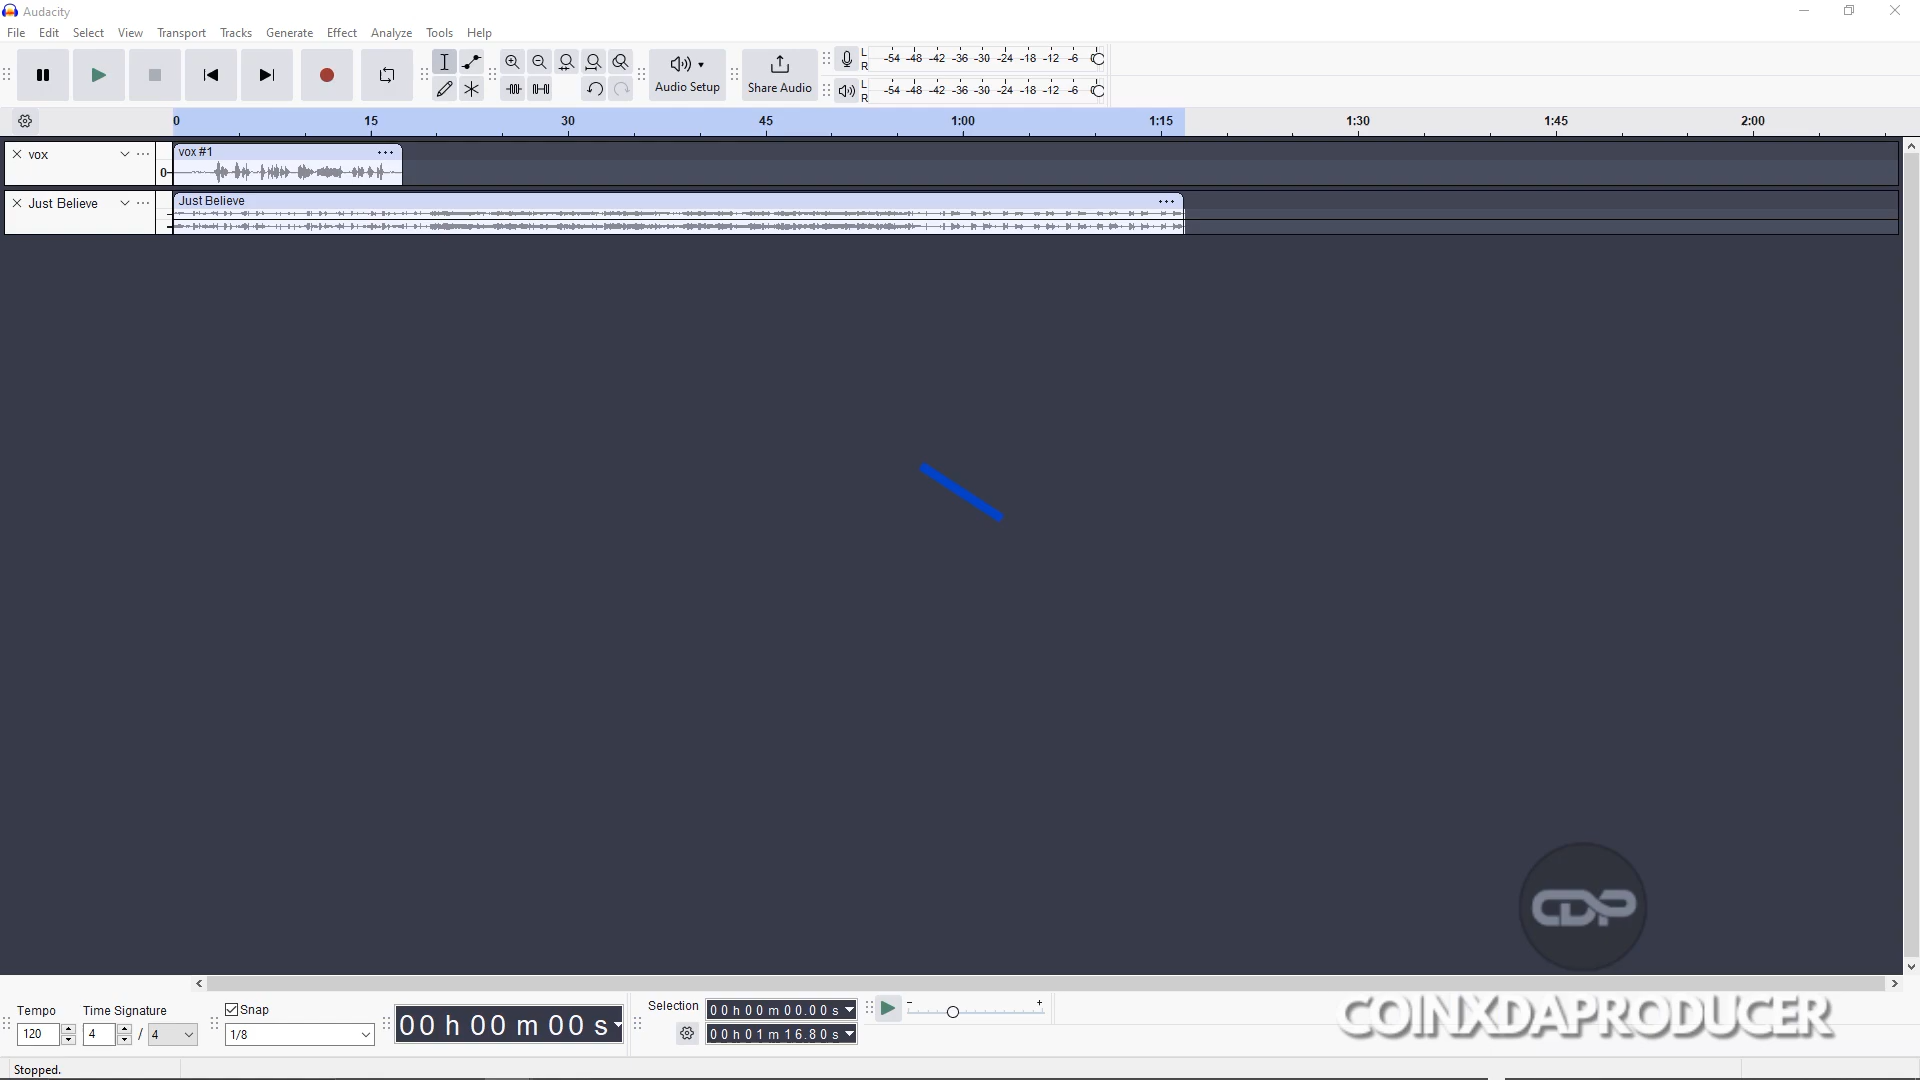 Audacity
File Edit Select View Transport Tracks Generate Effect Analyze Tools Help
Audio Setup
Share Audio
L
R
-54 -48 -42 -36 -30 -24 -18 -12 -6 0
L
R
-54 -48 -42 -36 -30 -24 -18 -12 -6 0
0 15 30 45 1:00 1:15 1:30 1:45 2:00
vox
vox #1
0
Just Believe
Just Believe
CDP
Tempo
120
Time Signature
4 / 4
Snap
1/8
00 h 00 m 00 s
Selection
00 h 00 m 00.00 s
00 h 01 m 16.80 s
- +
COINXDAPRODUCER
Stopped.